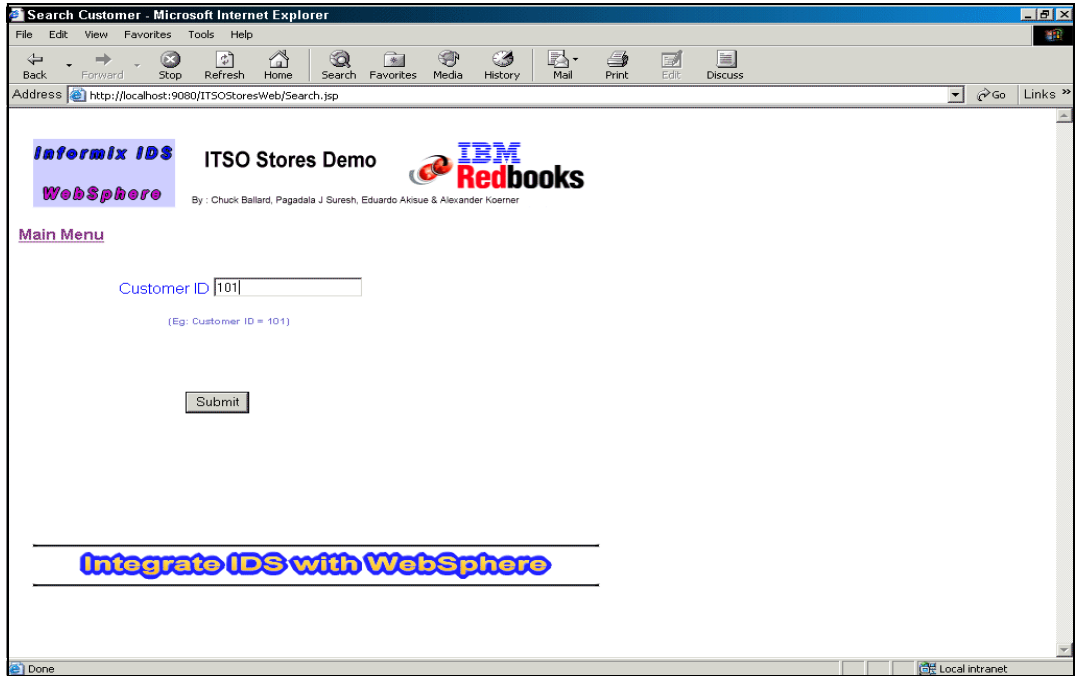 Search Customer - Microsoft Internet Explorer
File Edit View Favorites Tools Help
Back Forward Stop Refresh Home Search Favorites Media History Mail Print Edit Discuss
Address http://localhost:9080/ITSOStoresWeb/Search.jsp Go Links »
Informix IDS
WebSphere
ITSO Stores Demo
IBM
Redbooks
By : Chuck Ballard, Pagadala J Suresh, Eduardo Akisue & Alexander Koerner
Main Menu
Customer ID 101
(Eg: Customer ID = 101)
Submit
Integrate IDS with WebSphere
Done Local intranet